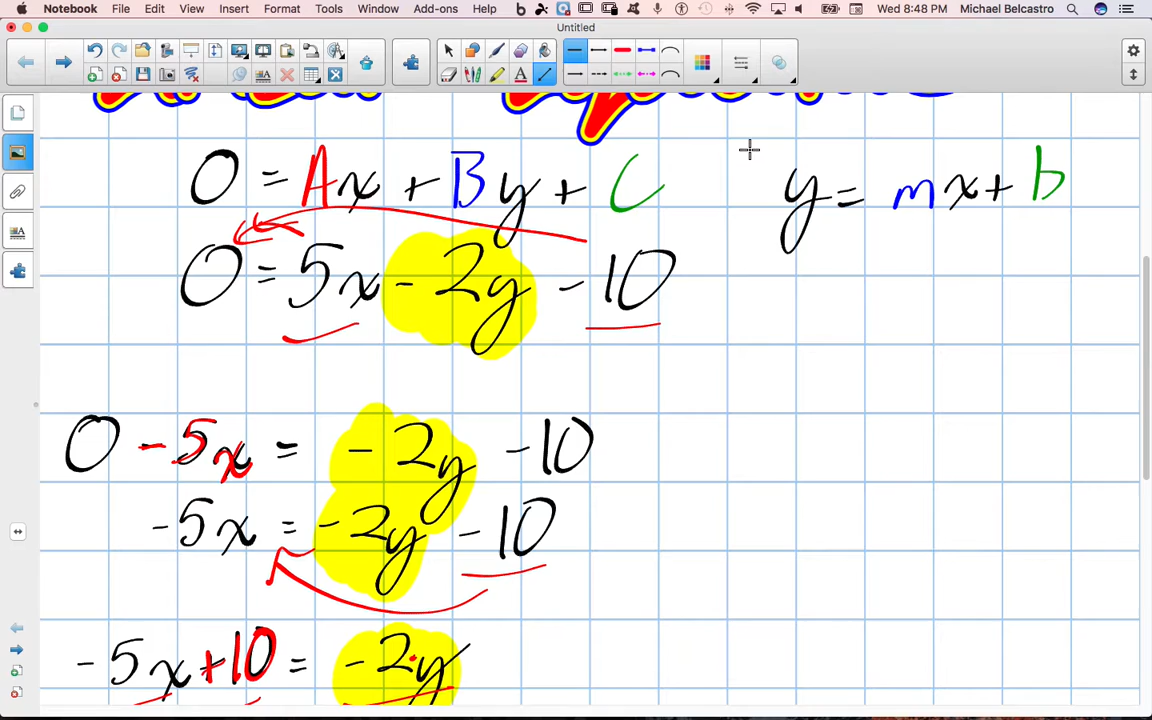 Notebook File Edit View Insert Format Tools Window Add-ons Help Wed 8:48 PM Michael Belcastro
Untitled
0 = Ax + By + C
y = mx + b
0 = 5x - 2y - 10
0 - 5x = - 2y - 10
-5x = -2y - 10
-5x + 10 = -2·y